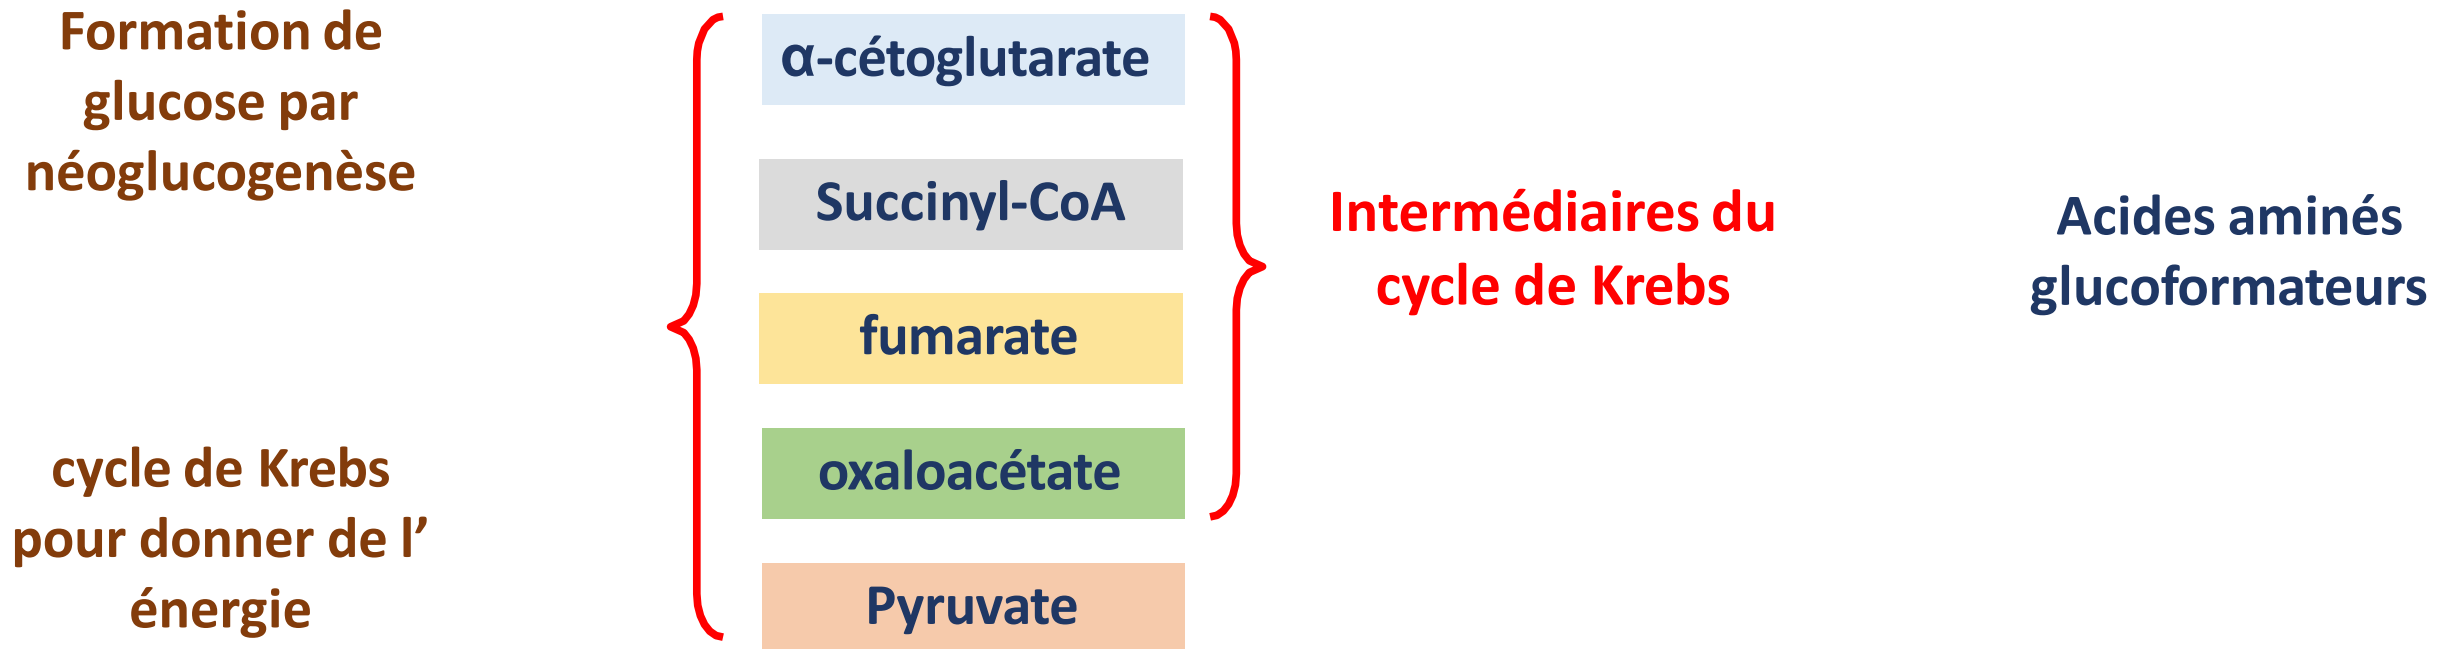 Formation de
glucose par
néoglucogenèse
cycle de Krebs
pour donner de l’
énergie
α-cétoglutarate
Succinyl-CoA
fumarate
oxaloacétate
Pyruvate
Intermédiaires du
cycle de Krebs
Acides aminés
glucoformateurs